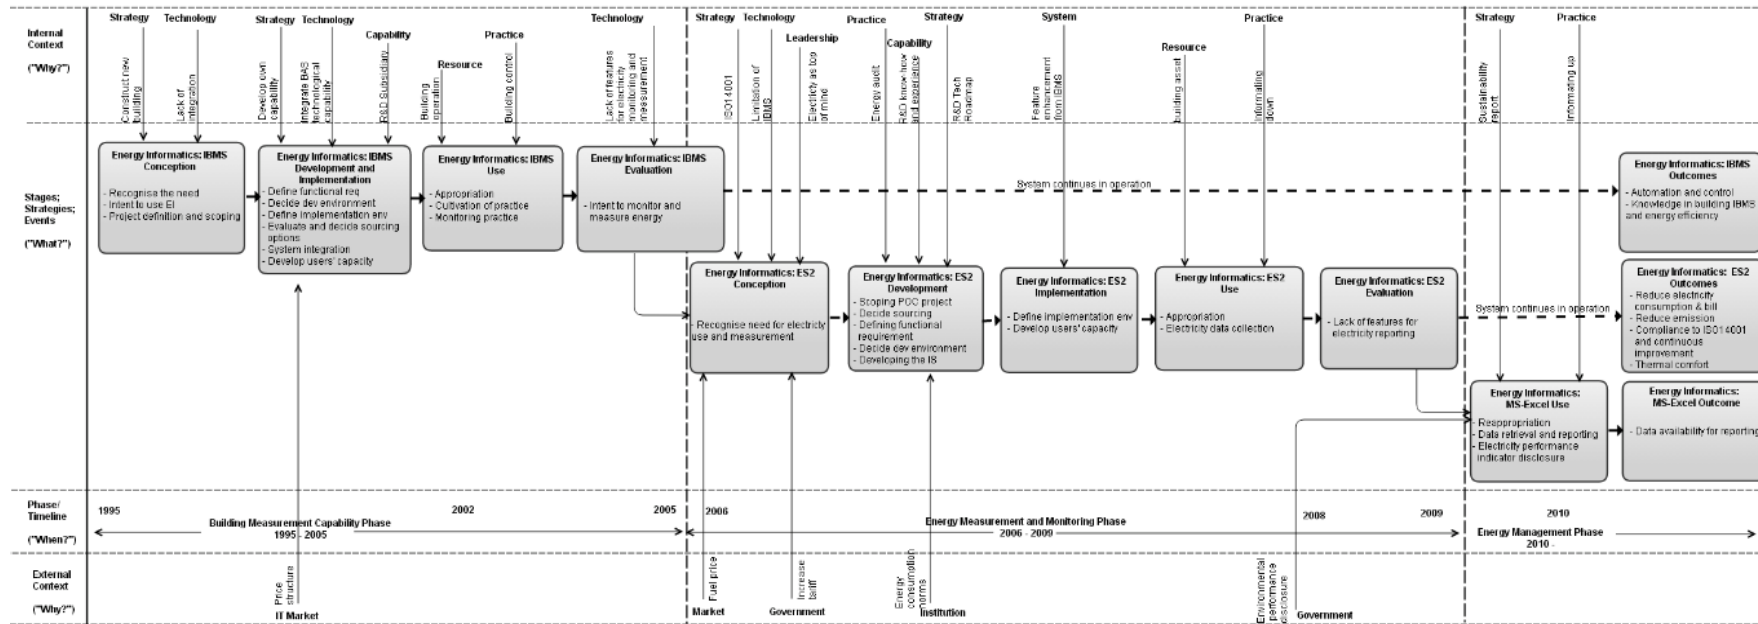 Internal
Context
("Why?")
Strategy
Technology
Strategy
Technology
Capability
Resource
Practice
Technology
Strategy
Technology
Leadership
Practice
Capability
Strategy
System
Resource
Practice
Strategy
Practice
Construct new
building
Lack of
integration
Develop own
capability
Integrate BAS
technological
capability
R&D Subsidiary
Building
operation
Building control
Lack of features
for electricity
monitoring and
measurement
ISO14001
Limitation of
IBMS
Electricity as top
of mind
Energy audit
R&D know-how
and experience
R&D Tech
Roadmap
Feature
enhancement
from IBMS
building asset
Informating
down
Sustainability
report
Informating up
Stages;
Strategies;
Events
("What?")
Energy Informatics: IBMS
Conception
- Recognise the need
- Intent to use EI
- Project definition and scoping
Energy Informatics: IBMS
Development and
Implementation
- Define functional req
- Decide dev environment
- Define implementation env
- Evaluate and decide sourcing
options
- System integration
- Develop users' capacity
Energy Informatics: IBMS
Use
- Appropriation
- Cultivation of practice
- Monitoring practice
Energy Informatics: IBMS
Evaluation
- Intent to monitor and
measure energy
System continues in operation
Energy Informatics: IBMS
Outcomes
- Automation and control
- Knowledge in building IBMS
and energy efficiency
Energy Informatics: ES2
Conception
- Recognise need for electricity
use and measurement
Energy Informatics: ES2
Development
- Scoping POC project
- Decide sourcing
- Defining functional
requirement
- Decide dev environment
- Developing the IS
Energy Informatics: ES2
Implementation
- Define implementation env
- Develop users' capacity
Energy Informatics: ES2
Use
- Appropriation
- Electricity data collection
Energy Informatics: ES2
Evaluation
- Lack of features for
electricity reporting
System continues in operation
Energy Informatics: ES2
Outcomes
- Reduce electricity
consumption & bill
- Reduce emission
- Compliance to ISO14001
and continuous
improvement
- Thermal comfort
Energy Informatics:
MS-Excel Use
- Reappropriation
- Data retrieval and reporting
- Electricity performance
indicator disclosure
Energy Informatics:
MS-Excel Outcome
- Data availability for reporting
Phase/
Timeline
("When?")
1995
2002
2005
2006
2008
2009
2010
Building Measurement Capability Phase
1995 - 2005
Energy Measurement and Monitoring Phase
2006 - 2009
Energy Management Phase
2010 -
External
Context
("Why?")
Price
structure
IT Market
Fuel price
Market
Increase
tariff
Government
Energy
consumption
norms
Institution
Environmental
performance
disclosure
Government